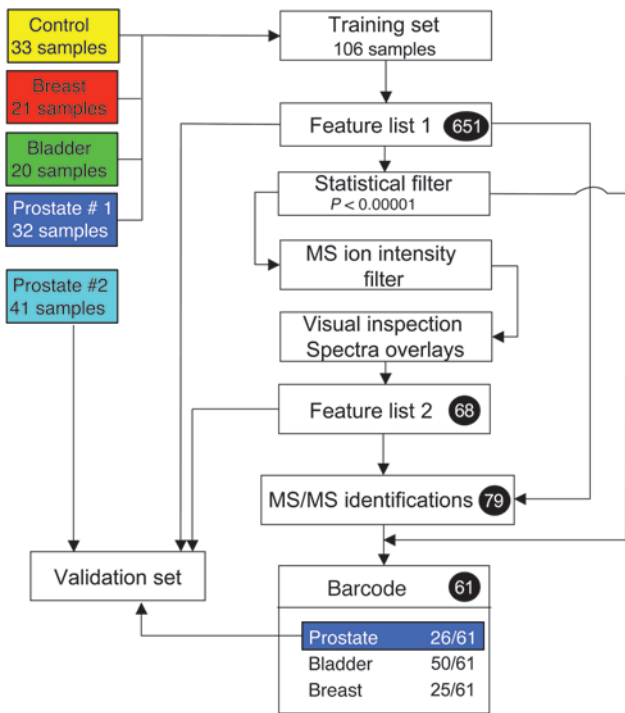 Control
33 samples
Breast
21 samples
Bladder
20 samples
Prostate # 1
32 samples
Prostate #2
41 samples
Training set
106 samples
Feature list 1 651
Statistical filter
P < 0.00001
MS ion intensity
filter
Visual inspection
Spectra overlays
Feature list 2 68
MS/MS identifications 79
Validation set
Barcode 61
Prostate 26/61
Bladder 50/61
Breast 25/61